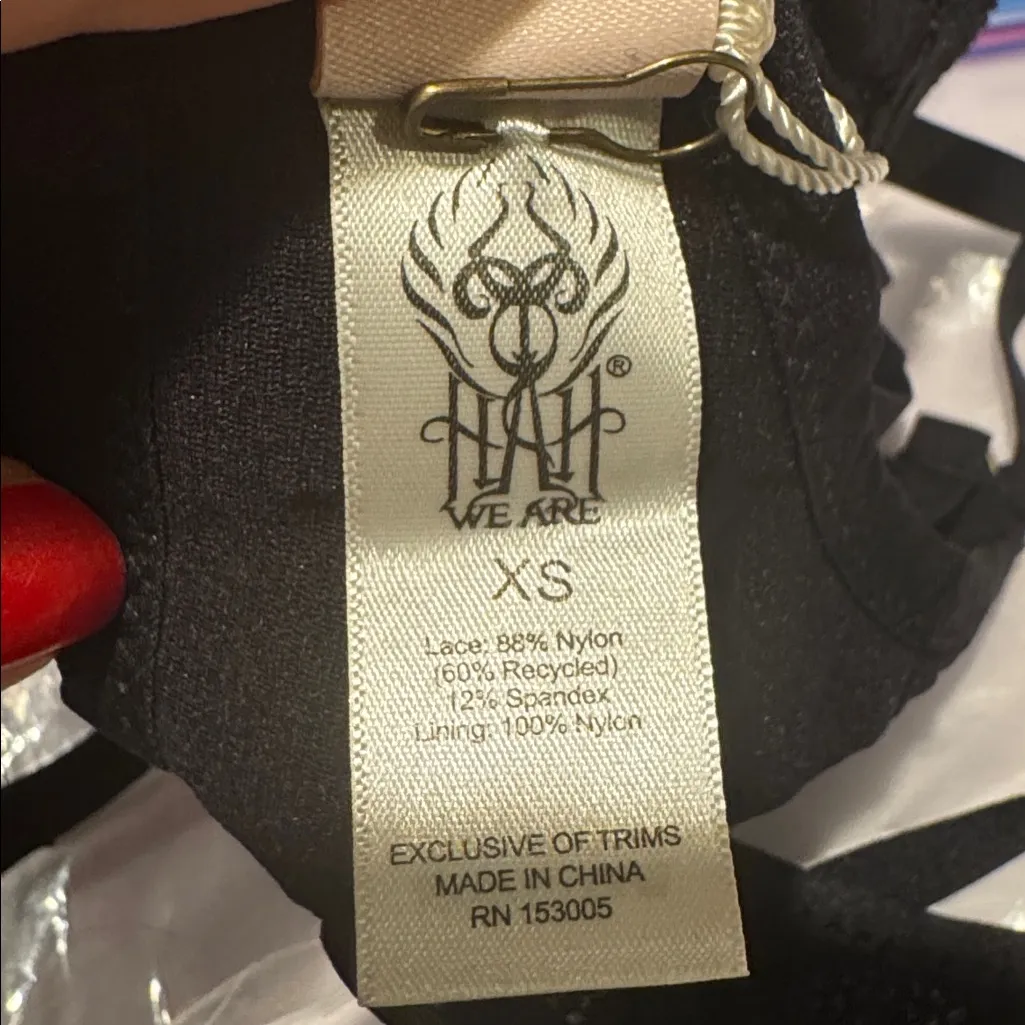 HAH
®
WE ARE
XS
Lace: 88% Nylon
(60% Recycled)
12% Spandex
Lining: 100% Nylon
EXCLUSIVE OF TRIMS
MADE IN CHINA
RN 153005